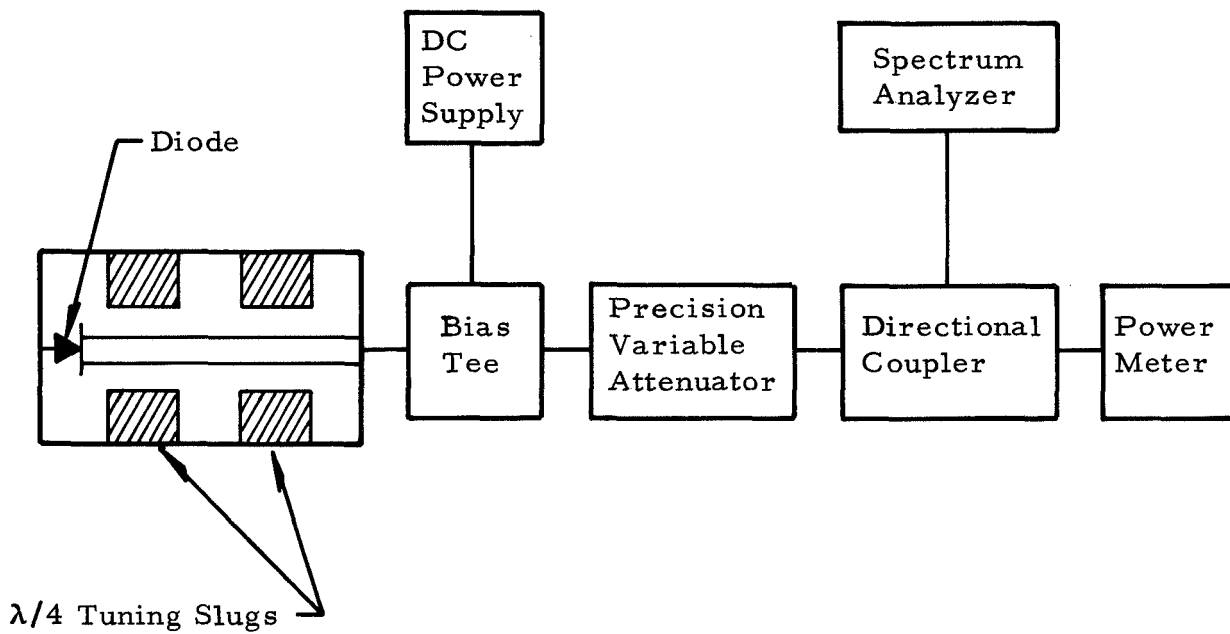 DC
Power
Supply
Spectrum
Analyzer
Diode
Bias
Tee
Precision
Variable
Attenuator
Directional
Coupler
Power
Meter
λ/4 Tuning Slugs